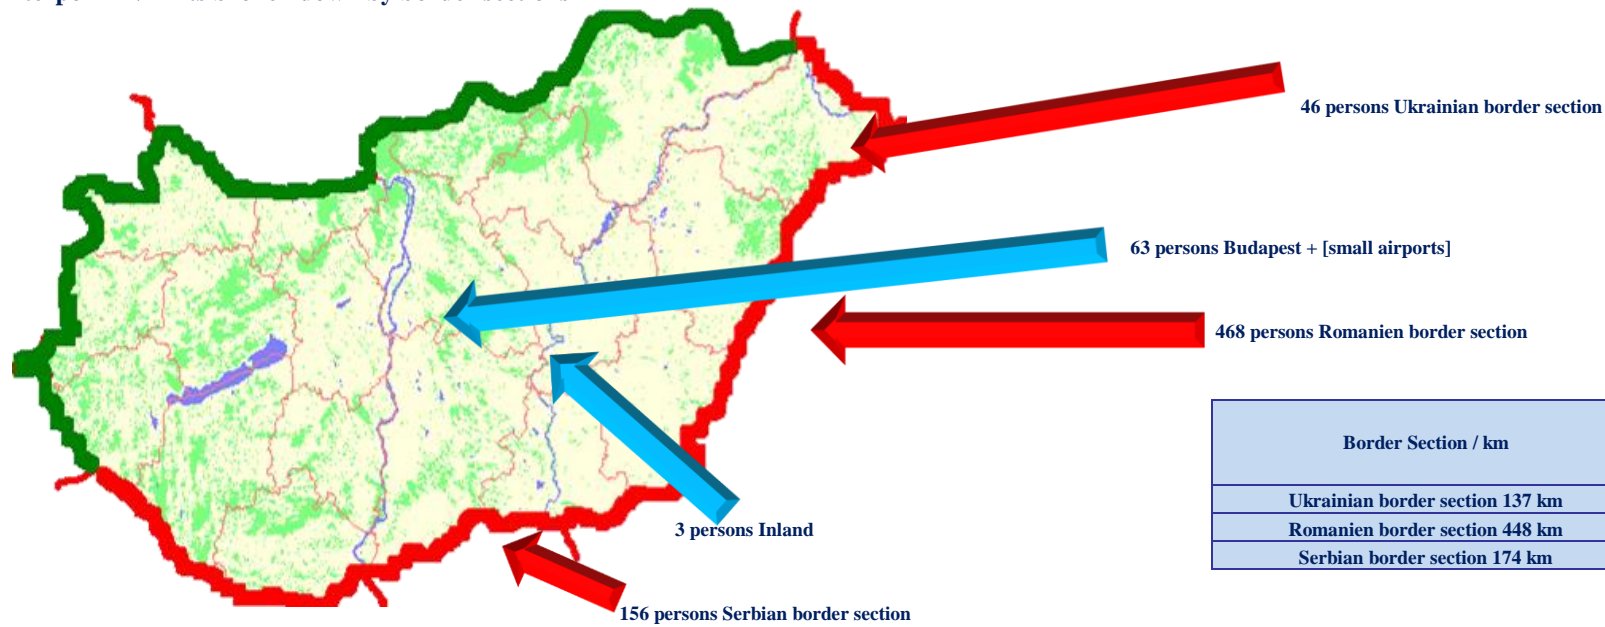 46 persons Ukrainian border section
63 persons Budapest + [small airports]
468 persons Romanien border section
Border Section / km
Ukrainian border section 137 km
Romanien border section 448 km
Serbian border section 174 km
3 persons Inland
156 persons Serbian border section